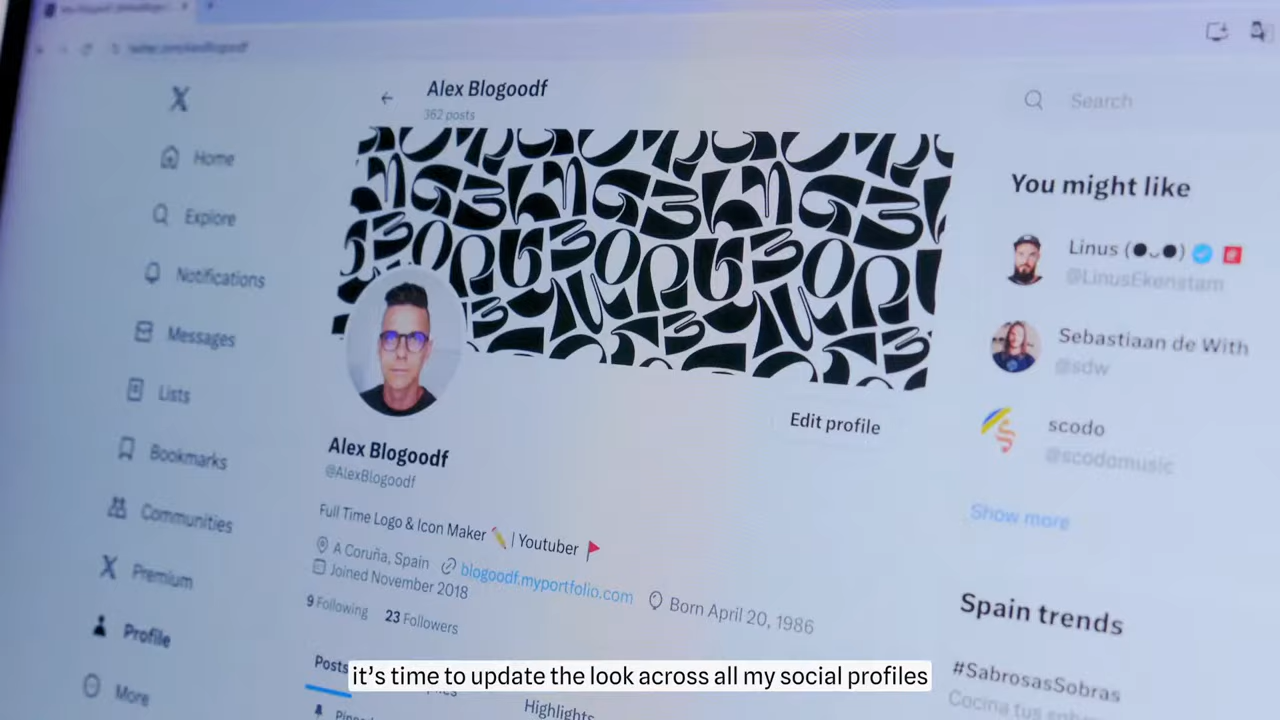 Alex Blogoodf
362 posts
Search
Home
Explore
Notifications
Messages
Lists
Bookmarks
Communities
Premium
Profile
More
Edit profile
Alex Blogoodf
@AlexBlogoodf
Full Time Logo & Icon Maker ✏️ | Youtuber 🚩
A Coruña, Spain blogoodf.myportfolio.com Born April 20, 1986
Joined November 2018
9 Following 23 Followers
Posts
Highlights
You might like
Linus (●ᴗ●)
@LinusEkenstam
Sebastiaan de With
@sdw
scodo
@scodomusic
Show more
Spain trends
#SabrosasSobras
Cocina tus
it's time to update the look across all my social profiles